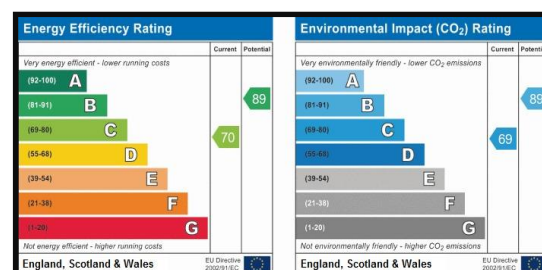 Energy Efficiency Rating
Current Potential
Very energy efficient - lower running costs
(92-100) A
(81-91) B
89
(69-80) C
70
(55-68) D
(39-54) E
(21-38) F
(1-20) G
Not energy efficient - higher running costs
England, Scotland & Wales
EU Directive
2002/91/EC
Environmental Impact (CO₂) Rating
Current Potential
Very environmentally friendly - lower CO₂ emissions
(92-100) A
(81-91) B
89
(69-80) C
69
(55-68) D
(39-54) E
(21-38) F
(1-20) G
Not environmentally friendly - higher CO₂ emissions
England, Scotland & Wales
EU Directive
2002/91/EC